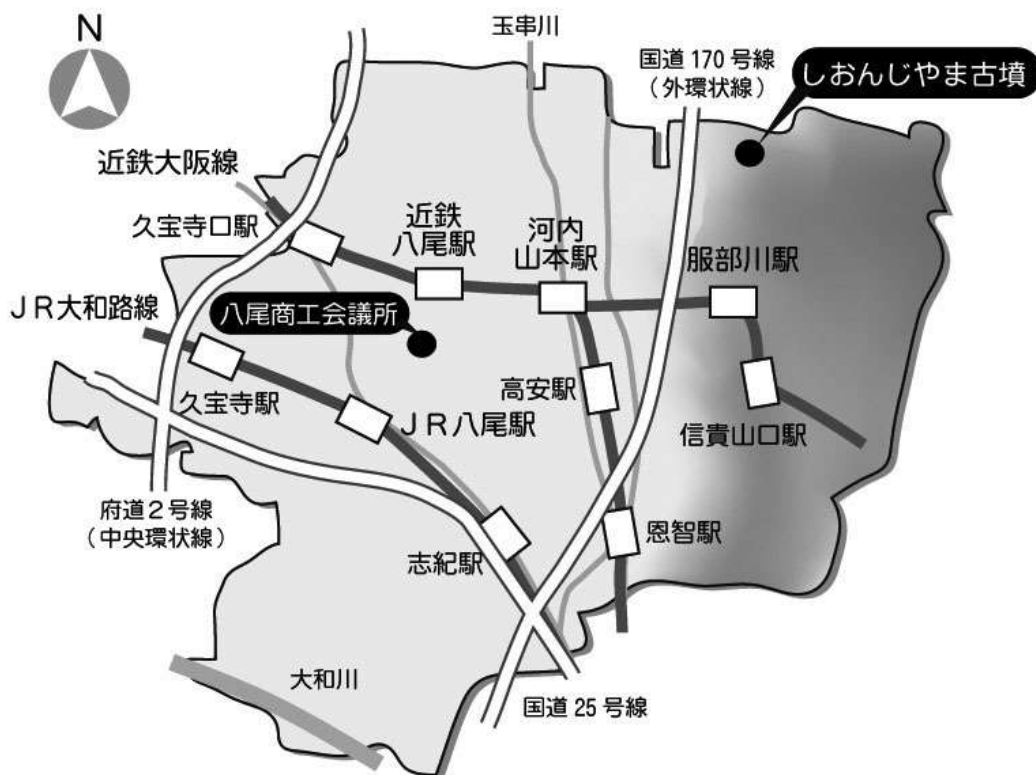 N
玉串川
国道170号線
(外環状線)
しおんじやま古墳
近鉄大阪線
久宝寺口駅
近鉄
八尾駅
河内
山本駅
服部川駅
JR大和路線
八尾商工会議所
久宝寺駅
JR八尾駅
高安駅
信貴山口駅
府道2号線
(中央環状線)
志紀駅
恩智駅
大和川
国道25号線